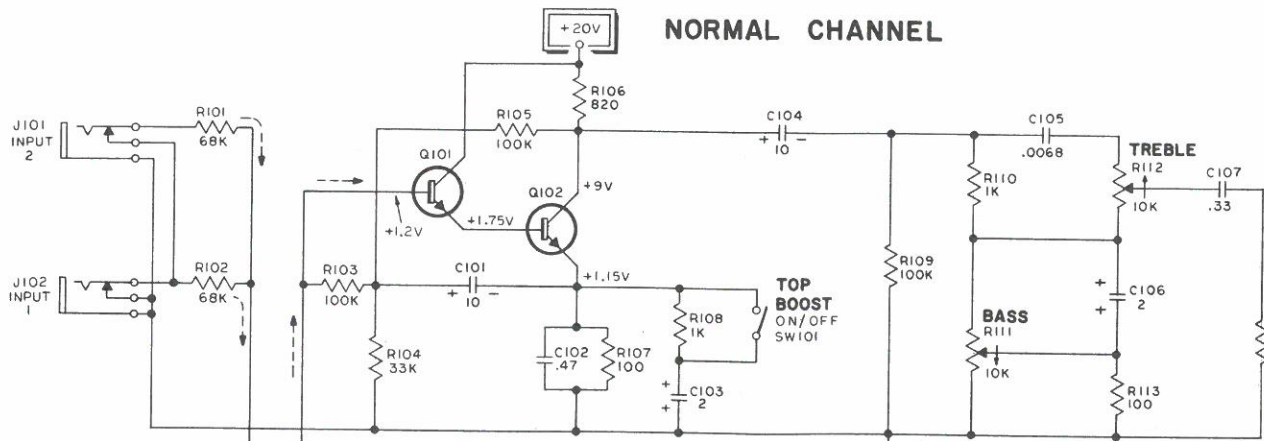 NORMAL CHANNEL
+20V
R106
820
R101
68K
J101
INPUT
2
R105
100K
C104
+ 10 -
C105
.0068
TREBLE
R112
10K
C107
.33
Q101
Q102
R110
1K
+9V
+1.75V
+1.2V
+1.15V
R109
100K
R102
68K
J102
INPUT
1
R103
100K
C101
+ 10 -
TOP
BOOST
ON/OFF
SW101
R108
1K
+ C106
+ 2
BASS
R111
10K
R104
33K
C102
.47
R107
100
+ C103
+ 2
R113
100